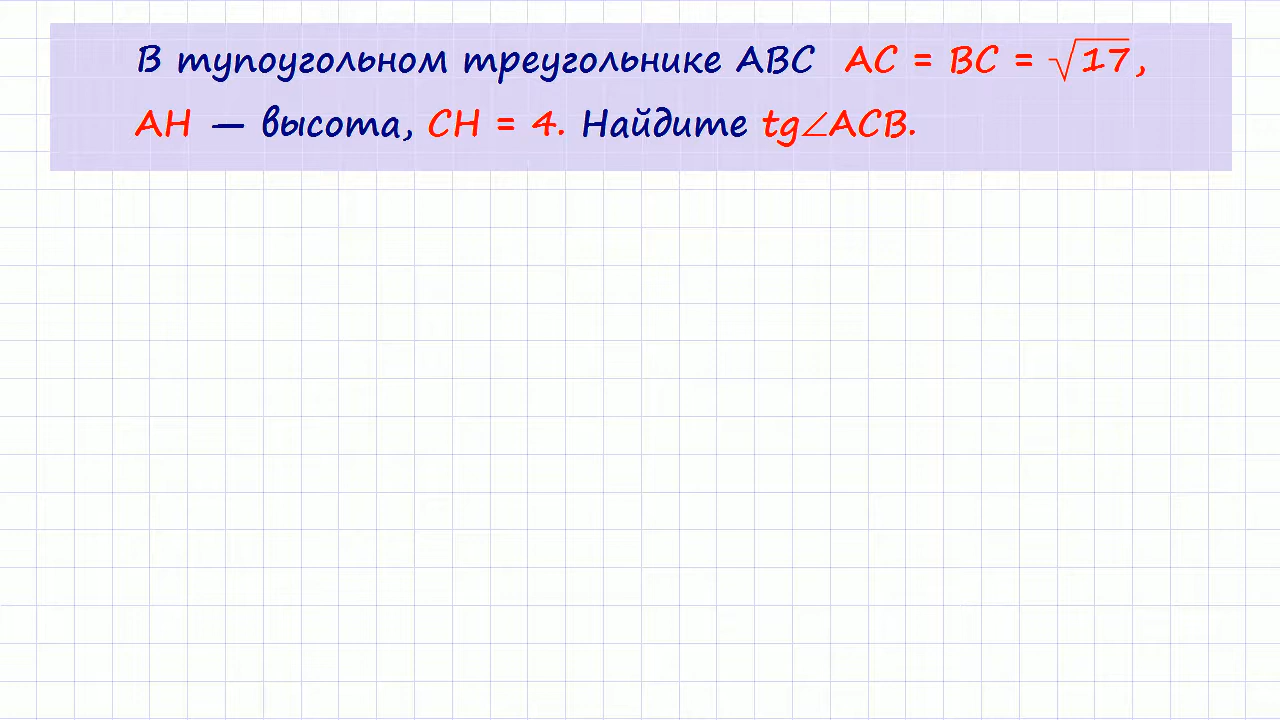 В тупоугольном треугольнике ABC AC = BC = √17,
AH — высота, CH = 4. Найдите tg∠ACB.